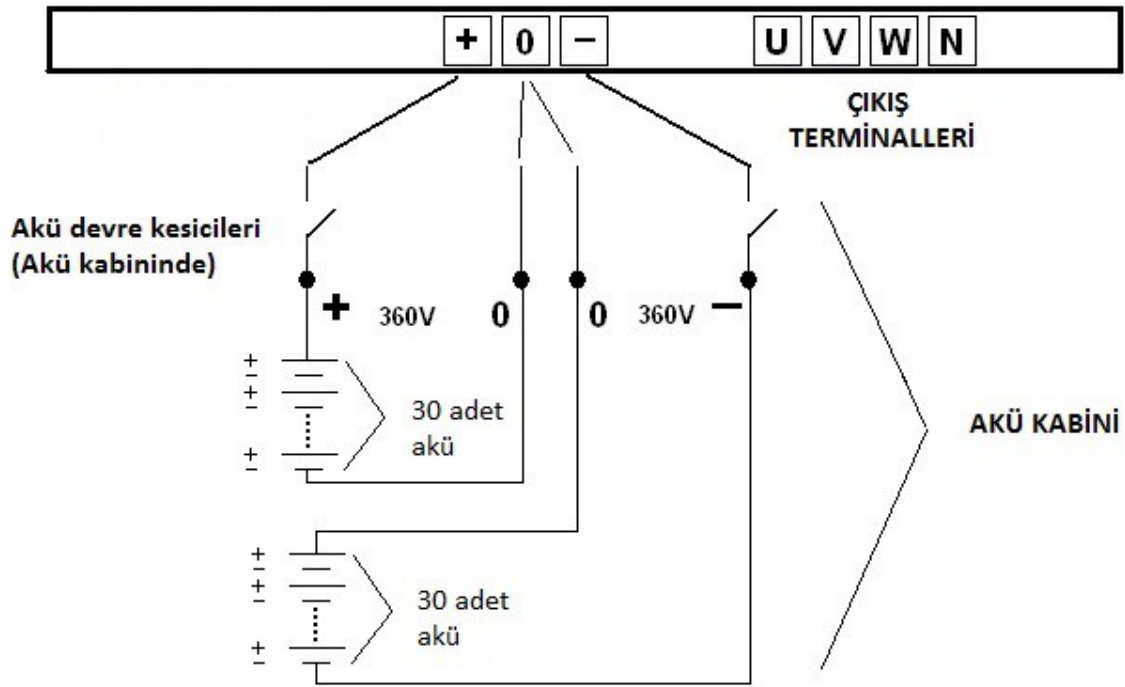 + 0 − U V W N
ÇIKIŞ
TERMİNALLERİ
Akü devre kesicileri
(Akü kabininde)
+ 360V 0 0 360V −
+
−
+
−
+
−
30 adet
akü
AKÜ KABİNİ
+
−
+
−
+
−
30 adet
akü